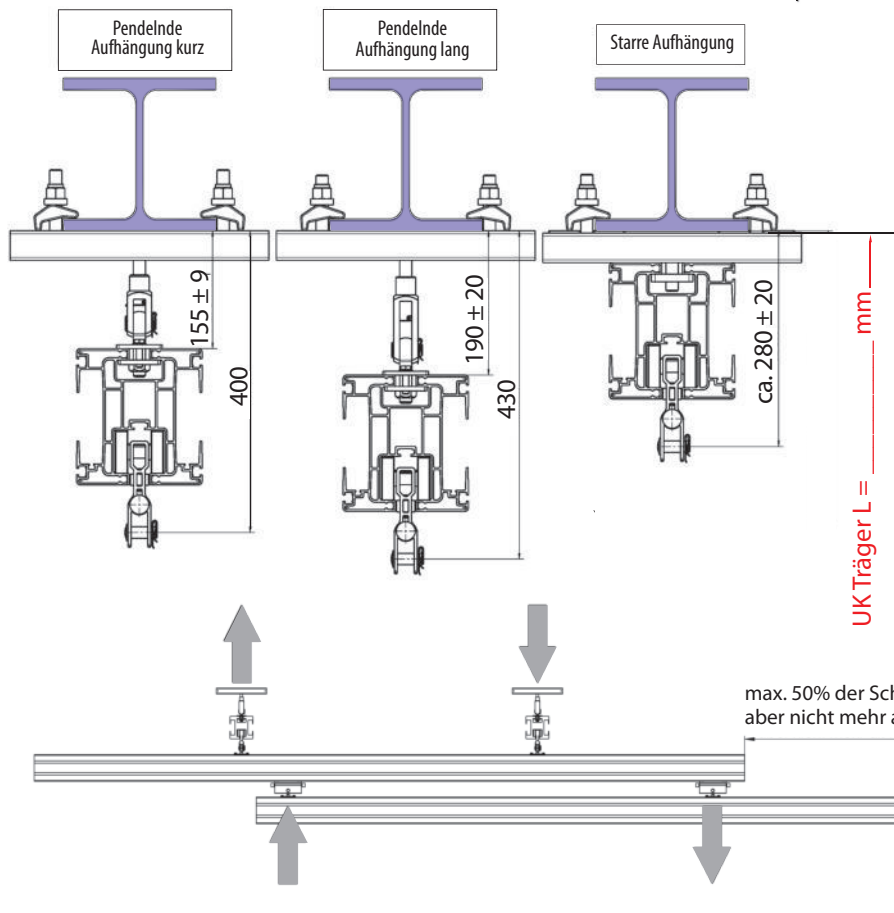 Pendelnde
Aufhängung kurz
Pendelnde
Aufhängung lang
Starre Aufhängung
155 ± 9
400
190 ± 20
430
ca. 280 ± 20
UK Träger L = ____________ mm
max. 50% der Sch
aber nicht mehr a